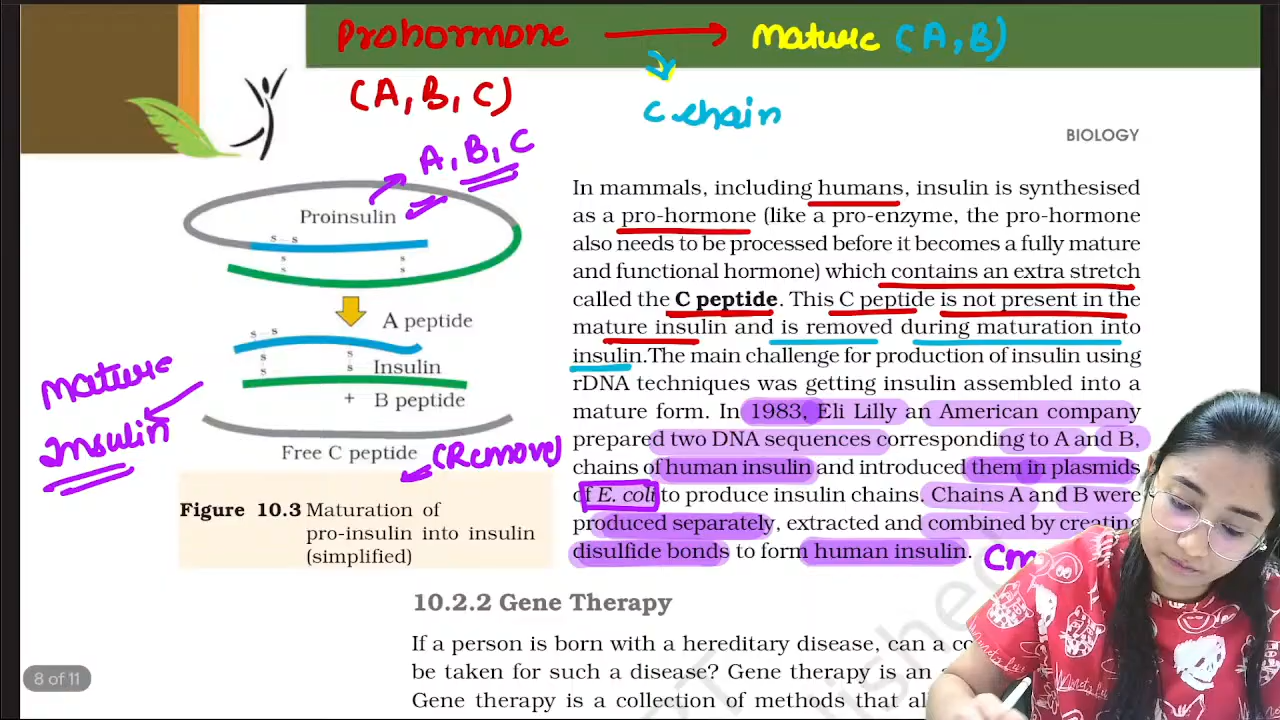 Prohormone → Mature (A, B)
(A, B, C)
C chain
BIOLOGY
A, B, C
Proinsulin
s s
s s
s s
s s
A peptide
s s
s s
Insulin
+ B peptide
Free C peptide
(Remove)
Mature
Insulin
Figure 10.3 Maturation of
pro-insulin into insulin
(simplified)
In mammals, including humans, insulin is synthesised
as a pro-hormone (like a pro-enzyme, the pro-hormone
also needs to be processed before it becomes a fully mature
and functional hormone) which contains an extra stretch
called the C peptide. This C peptide is not present in the
mature insulin and is removed during maturation into
insulin.The main challenge for production of insulin using
rDNA techniques was getting insulin assembled into a
mature form. In 1983, Eli Lilly an American company
prepared two DNA sequences corresponding to A and B,
chains of human insulin and introduced them in plasmids
of E. coli to produce insulin chains. Chains A and B were
produced separately, extracted and combined by creating
disulfide bonds to form human insulin.
10.2.2 Gene Therapy
If a person is born with a hereditary disease, can a
be taken for such a disease? Gene therapy is an
Gene therapy is a collection of methods that
8 of 11